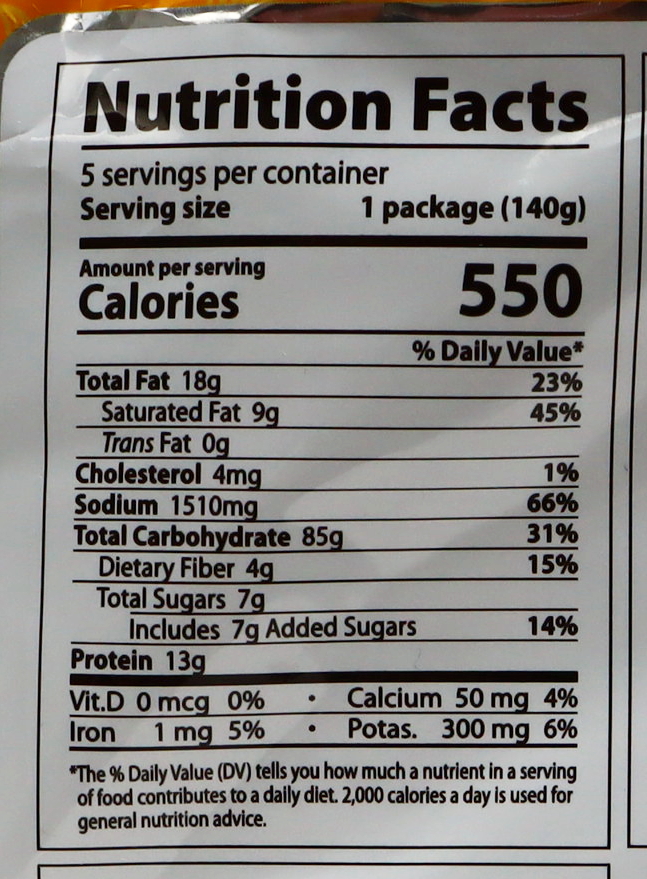 Nutrition Facts
5 servings per container
Serving size 1 package (140g)
Amount per serving
Calories 550
% Daily Value*
Total Fat 18g 23%
Saturated Fat 9g 45%
Trans Fat 0g
Cholesterol 4mg 1%
Sodium 1510mg 66%
Total Carbohydrate 85g 31%
Dietary Fiber 4g 15%
Total Sugars 7g
Includes 7g Added Sugars 14%
Protein 13g
Vit.D 0 mcg 0% • Calcium 50 mg 4%
Iron 1 mg 5% • Potas. 300 mg 6%
*The % Daily Value (DV) tells you how much a nutrient in a serving
of food contributes to a daily diet. 2,000 calories a day is used for
general nutrition advice.